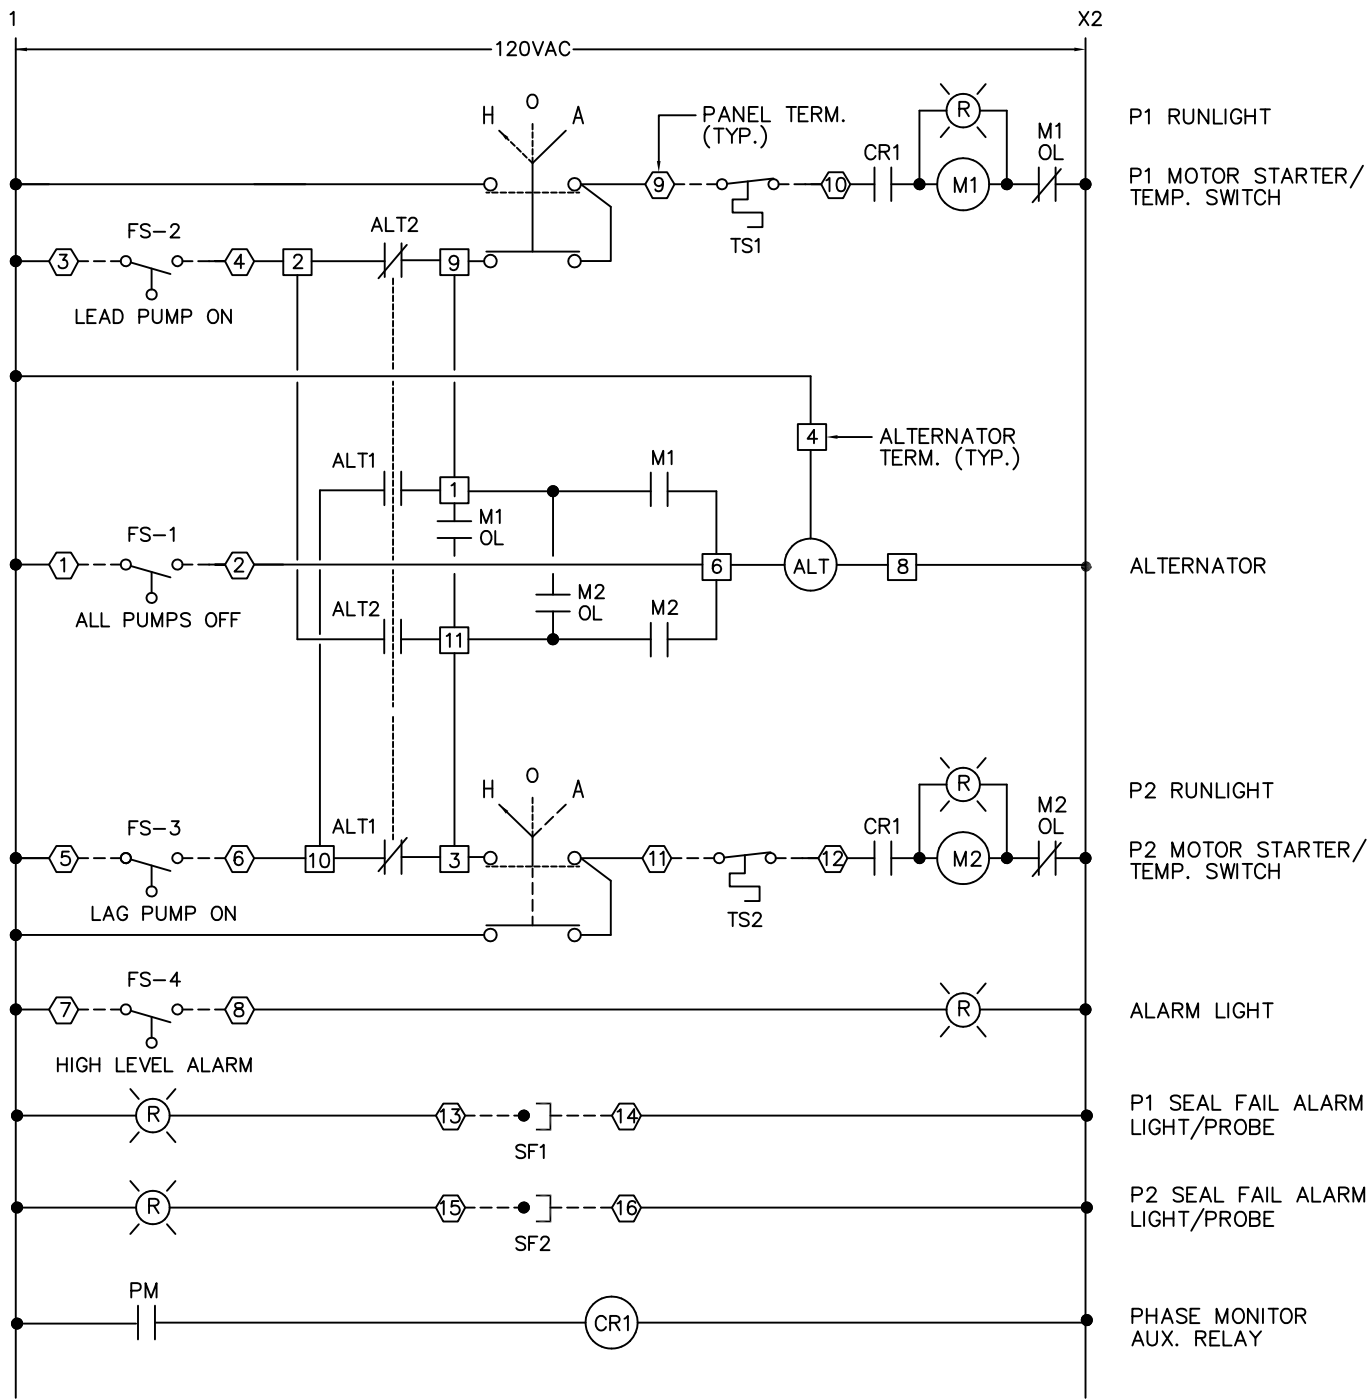 1
X2
120VAC
H
O
A
PANEL TERM.
(TYP.)
R
P1 RUNLIGHT
CR1
M1
OL
9
10
M1
P1 MOTOR STARTER/
TEMP. SWITCH
TS1
FS-2
ALT2
3
4
2
9
LEAD PUMP ON
4
ALTERNATOR
TERM. (TYP.)
ALT1
M1
1
M1
OL
FS-1
1
2
6
ALT
8
ALTERNATOR
ALL PUMPS OFF
ALT2
M2
OL
M2
11
H
O
A
R
P2 RUNLIGHT
FS-3
ALT1
CR1
M2
OL
5
6
10
3
11
12
M2
P2 MOTOR STARTER/
TEMP. SWITCH
LAG PUMP ON
TS2
FS-4
7
8
R
ALARM LIGHT
HIGH LEVEL ALARM
R
13
14
SF1
P1 SEAL FAIL ALARM
LIGHT/PROBE
R
15
16
SF2
P2 SEAL FAIL ALARM
LIGHT/PROBE
PM
CR1
PHASE MONITOR
AUX. RELAY